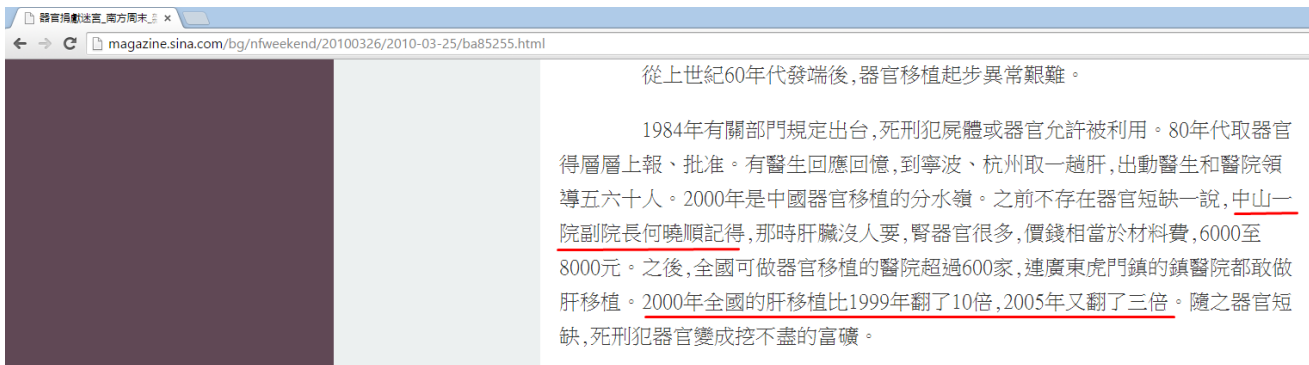 器官捐獻迷宮_南方周末_
magazine.sina.com/bg/nfweekend/20100326/2010-03-25/ba85255.html
從上世紀60年代發端後,器官移植起步異常艱難。
1984年有關部門規定出台,死刑犯屍體或器官允許被利用。80年代取器官
得層層上報、批准。有醫生回應回憶,到寧波、杭州取一趟肝,出動醫生和醫院領
導五六十人。2000年是中國器官移植的分水嶺。之前不存在器官短缺一說,中山一
院副院長何曉順記得,那時肝臟沒人要,腎器官很多,價錢相當於材料費,6000至
8000元。之後,全國可做器官移植的醫院超過600家,連廣東虎門鎮的鎮醫院都敢做
肝移植。2000年全國的肝移植比1999年翻了10倍,2005年又翻了三倍。隨之器官短
缺,死刑犯器官變成挖不盡的富礦。